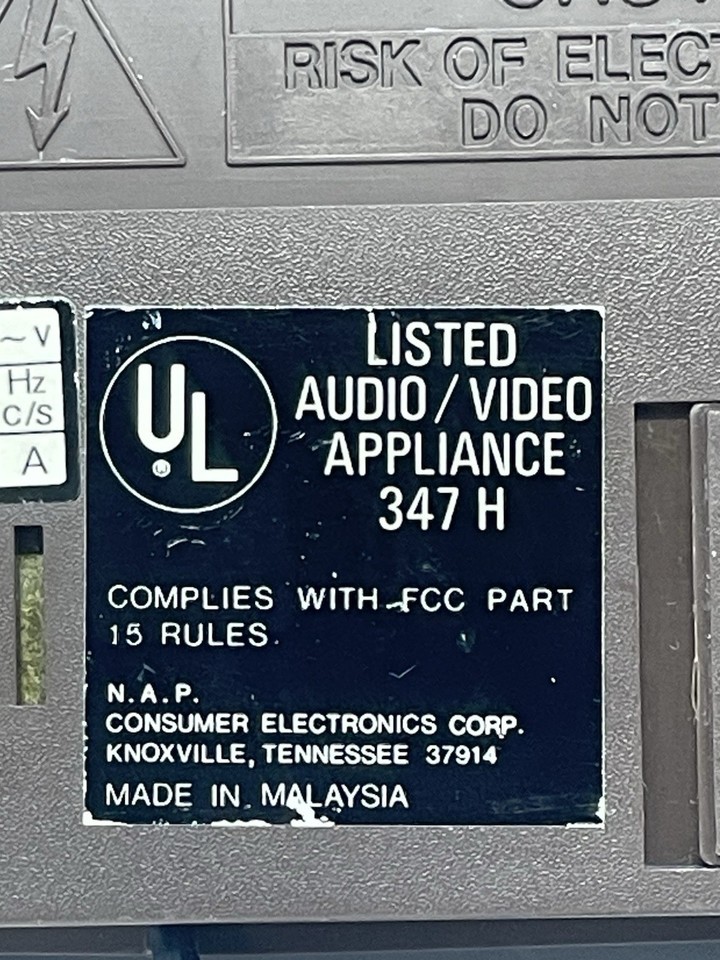 RISK OF
DO NOT
~ V
Hz
C/S
A
UL
LISTED
AUDIO / VIDEO
APPLIANCE
347 H
COMPLIES WITH FCC PART
15 RULES.
N.A.P.
CONSUMER ELECTRONICS CORP.
KNOXVILLE, TENNESSEE 37914
MADE IN MALAYSIA